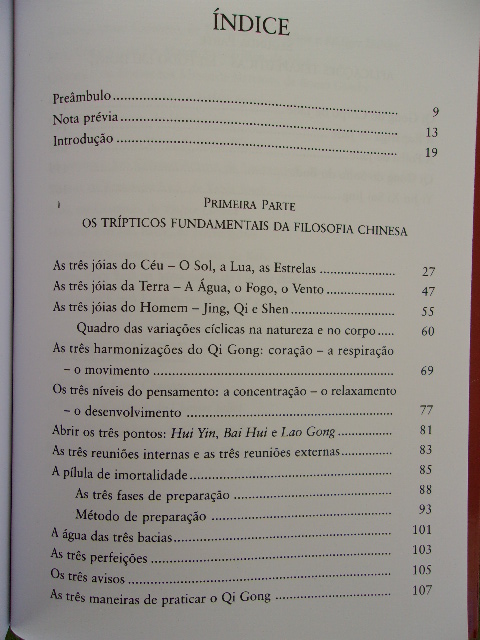 ÍNDICE
Preâmbulo 9
Nota prévia 13
Introdução 19
PRIMEIRA PARTE
OS TRÍPTICOS FUNDAMENTAIS DA FILOSOFIA CHINESA
As três jóias do Céu – O Sol, a Lua, as Estrelas 27
As três jóias da Terra – A Água, o Fogo, o Vento 47
As três jóias do Homem – Jing, Qi e Shen 55
Quadro das variações cíclicas na natureza e no corpo 60
As três harmonizações do Qi Gong: coração – a respiração
– o movimento 69
Os três níveis do pensamento: a concentração – o relaxamento
– o desenvolvimento 77
Abrir os três pontos: Hui Yin, Bai Hui e Lao Gong 81
As três reuniões internas e as três reuniões externas 83
A pílula de imortalidade 85
As três fases de preparação 88
Método de preparação 93
A água das três bacias 101
As três perfeições 103
Os três avisos 105
As três maneiras de praticar o Qi Gong 107